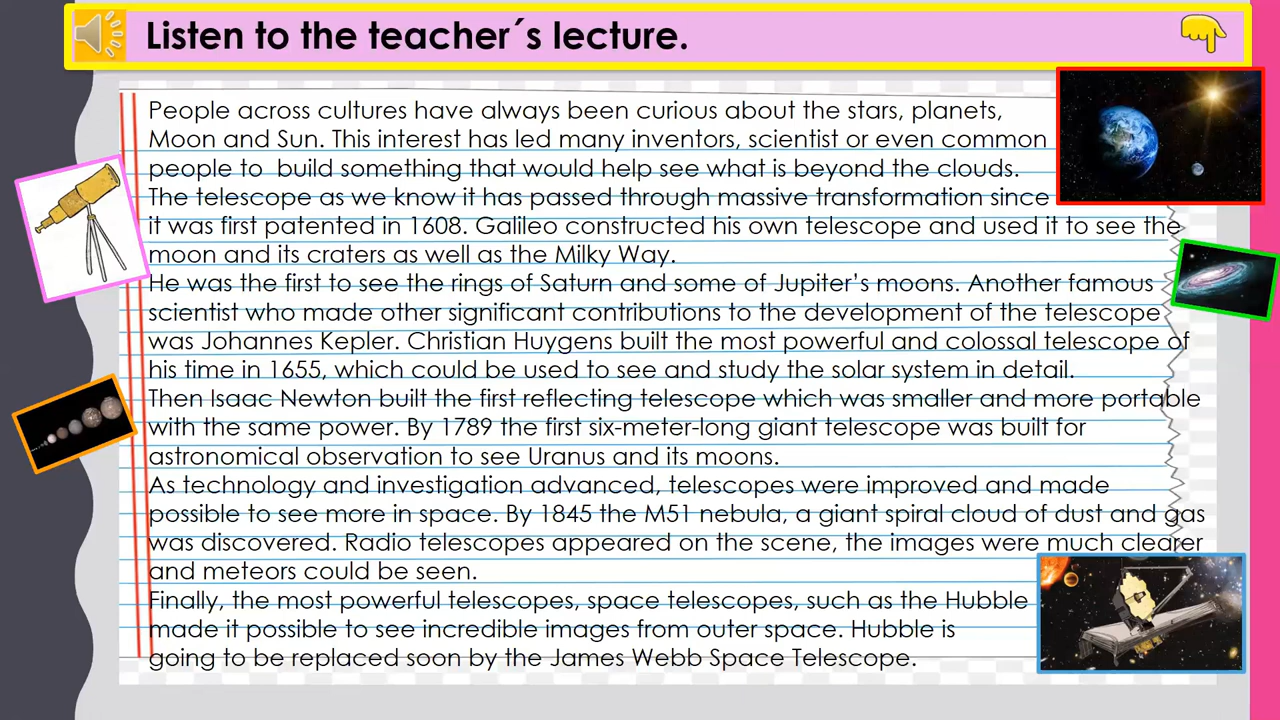 Listen to the teacher´s lecture.
People across cultures have always been curious about the stars, planets,
Moon and Sun. This interest has led many inventors, scientist or even common
people to  build something that would help see what is beyond the clouds.
The telescope as we know it has passed through massive transformation since
it was first patented in 1608. Galileo constructed his own telescope and used it to see the
moon and its craters as well as the Milky Way.
He was the first to see the rings of Saturn and some of Jupiter’s moons. Another famous
scientist who made other significant contributions to the development of the telescope
was Johannes Kepler. Christian Huygens built the most powerful and colossal telescope of
his time in 1655, which could be used to see and study the solar system in detail.
Then Isaac Newton built the first reflecting telescope which was smaller and more portable
with the same power. By 1789 the first six-meter-long giant telescope was built for
astronomical observation to see Uranus and its moons.
As technology and investigation advanced, telescopes were improved and made
possible to see more in space. By 1845 the M51 nebula, a giant spiral cloud of dust and gas
was discovered. Radio telescopes appeared on the scene, the images were much clearer
and meteors could be seen.
Finally, the most powerful telescopes, space telescopes, such as the Hubble
made it possible to see incredible images from outer space. Hubble is
going to be replaced soon by the James Webb Space Telescope.